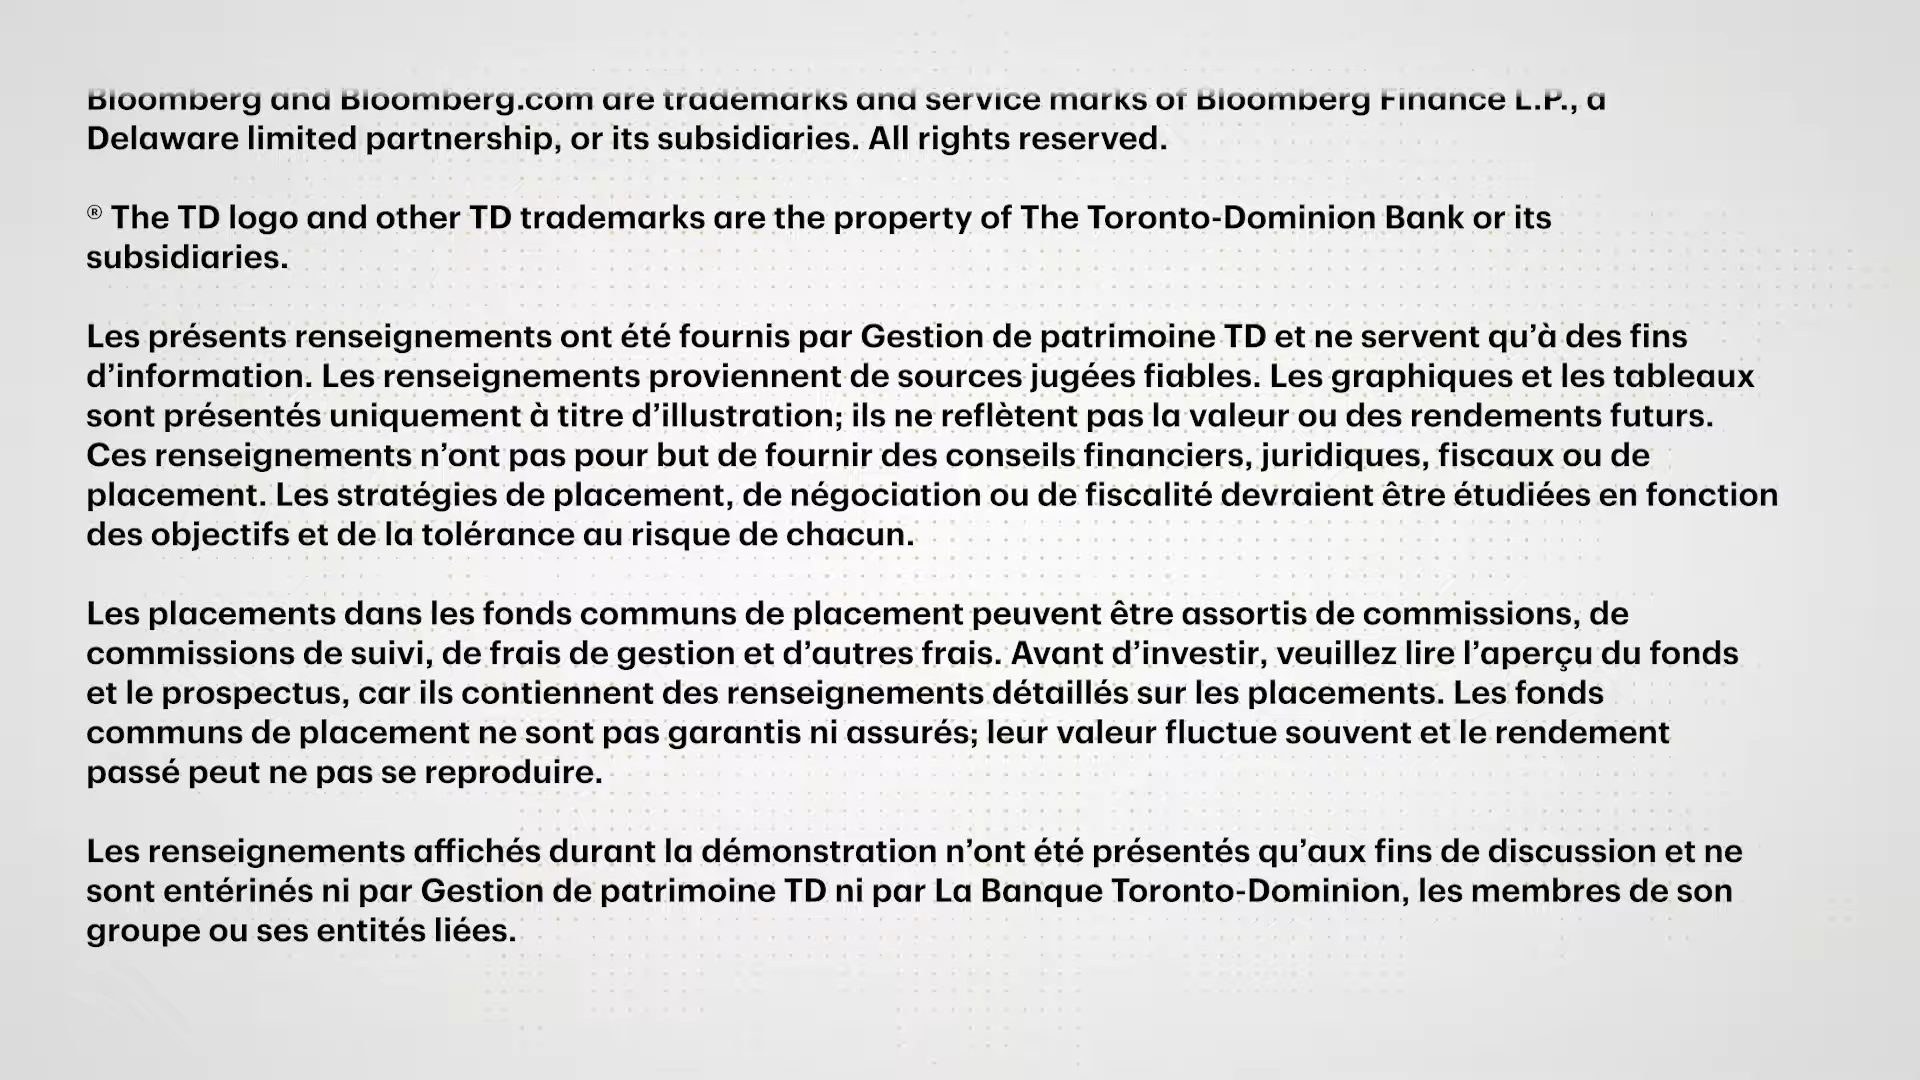 Bloomberg and Bloomberg.com are trademarks and service marks of Bloomberg Finance L.P., a
Delaware limited partnership, or its subsidiaries. All rights reserved.
® The TD logo and other TD trademarks are the property of The Toronto-Dominion Bank or its
subsidiaries.
Les présents renseignements ont été fournis par Gestion de patrimoine TD et ne servent qu’à des fins
d’information. Les renseignements proviennent de sources jugées fiables. Les graphiques et les tableaux
sont présentés uniquement à titre d’illustration; ils ne reflètent pas la valeur ou des rendements futurs.
Ces renseignements n’ont pas pour but de fournir des conseils financiers, juridiques, fiscaux ou de
placement. Les stratégies de placement, de négociation ou de fiscalité devraient être étudiées en fonction
des objectifs et de la tolérance au risque de chacun.
Les placements dans les fonds communs de placement peuvent être assortis de commissions, de
commissions de suivi, de frais de gestion et d’autres frais. Avant d’investir, veuillez lire l’aperçu du fonds
et le prospectus, car ils contiennent des renseignements détaillés sur les placements. Les fonds
communs de placement ne sont pas garantis ni assurés; leur valeur fluctue souvent et le rendement
passé peut ne pas se reproduire.
Les renseignements affichés durant la démonstration n’ont été présentés qu’aux fins de discussion et ne
sont entérinés ni par Gestion de patrimoine TD ni par La Banque Toronto-Dominion, les membres de son
groupe ou ses entités liées.